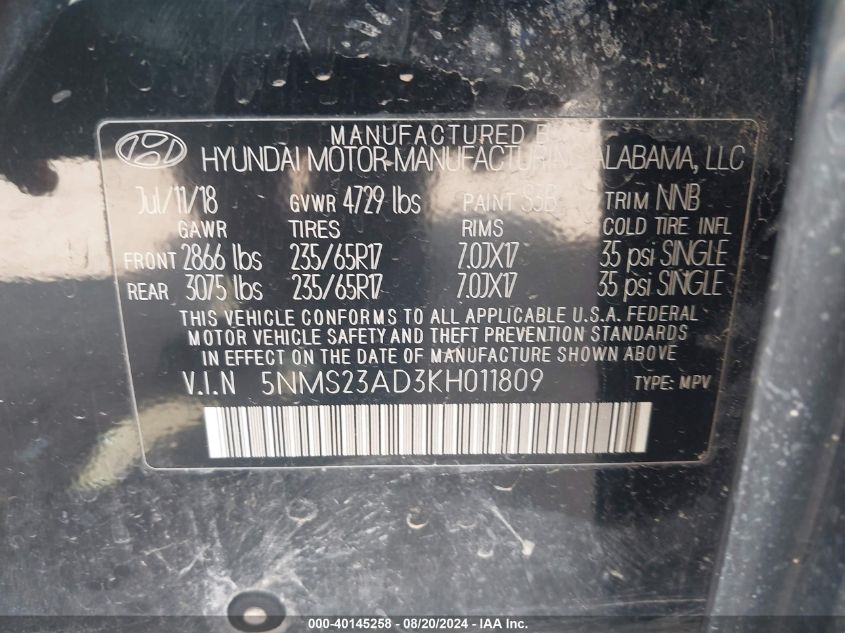 MANUFACTURED B
HYUNDAI MOTOR MANUFACTURING ALABAMA, LLC
Jul/11/18 GVWR 4729 lbs PAINT S3B TRIM NNB
GAWR TIRES RIMS COLD TIRE INFL
FRONT 2866 lbs 235/65R17 7.0JX17 35 psi SINGLE
REAR 3075 lbs 235/65R17 7.0JX17 35 psi SINGLE
THIS VEHICLE CONFORMS TO ALL APPLICABLE U.S.A. FEDERAL
MOTOR VEHICLE SAFETY AND THEFT PREVENTION STANDARDS
IN EFFECT ON THE DATE OF MANUFACTURE SHOWN ABOVE.
V.I.N 5NMS23AD3KH011809 TYPE: MPV
000-40145258 - 08/20/2024 - IAA Inc.